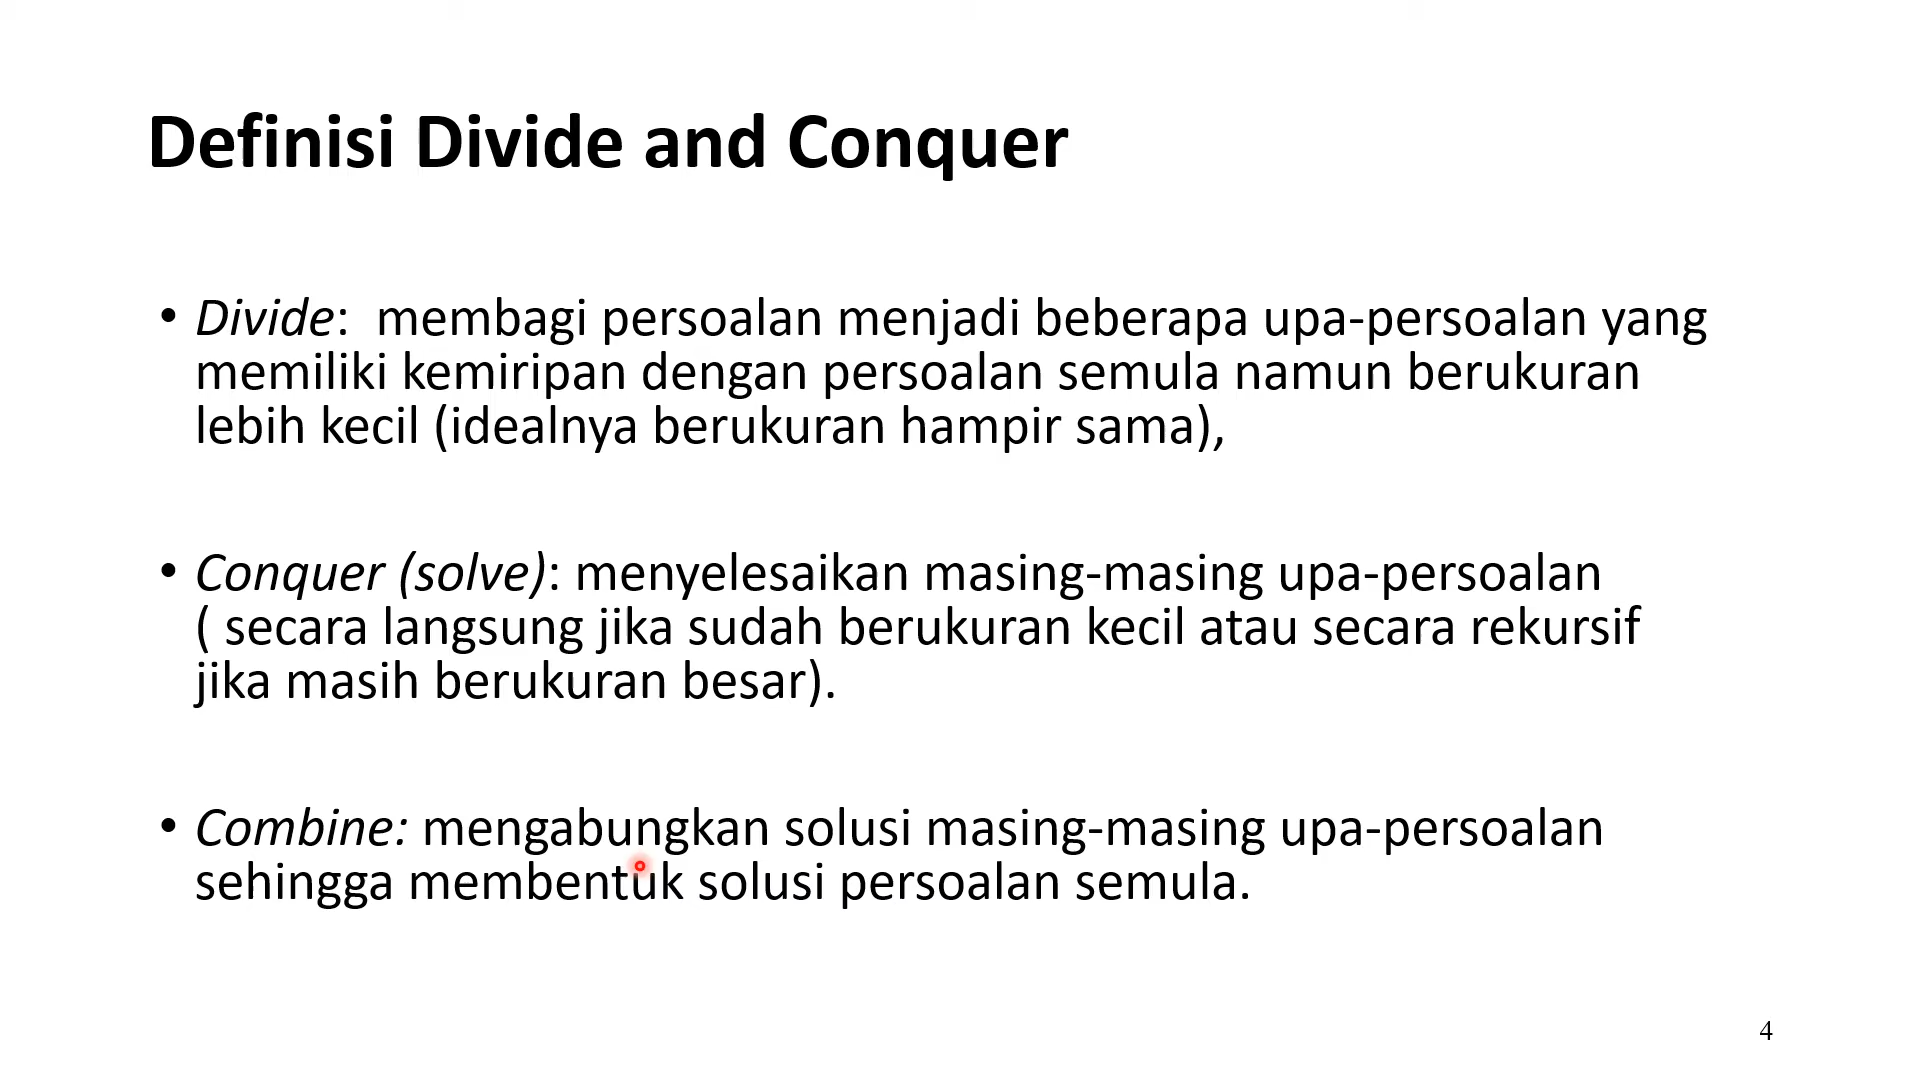 Definisi Divide and Conquer
• Divide:  membagi persoalan menjadi beberapa upa-persoalan yang
memiliki kemiripan dengan persoalan semula namun berukuran
lebih kecil (idealnya berukuran hampir sama),
• Conquer (solve): menyelesaikan masing-masing upa-persoalan
( secara langsung jika sudah berukuran kecil atau secara rekursif
jika masih berukuran besar).
• Combine: mengabungkan solusi masing-masing upa-persoalan
sehingga membentuk solusi persoalan semula.
4